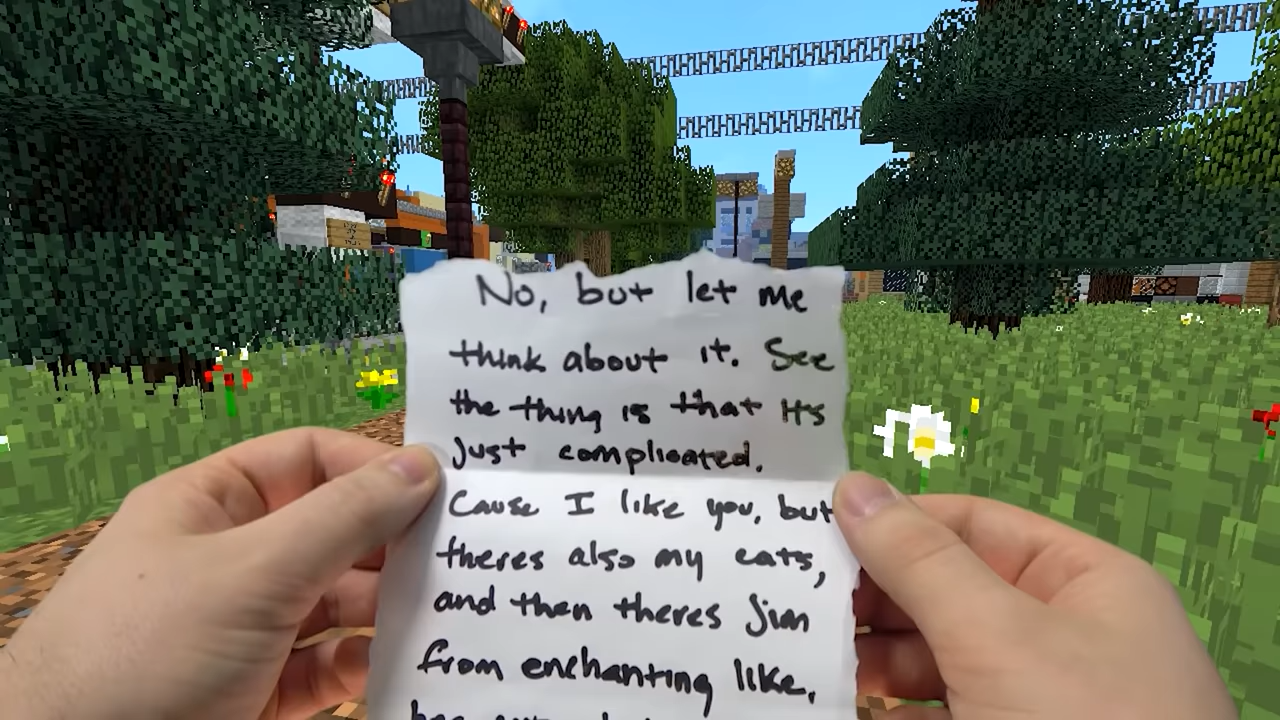 No, but let me
think about it. See
the thing is that it's
just complicated.
Cause I like you, but
theres also my cats,
and then theres Jim
from enchanting like,